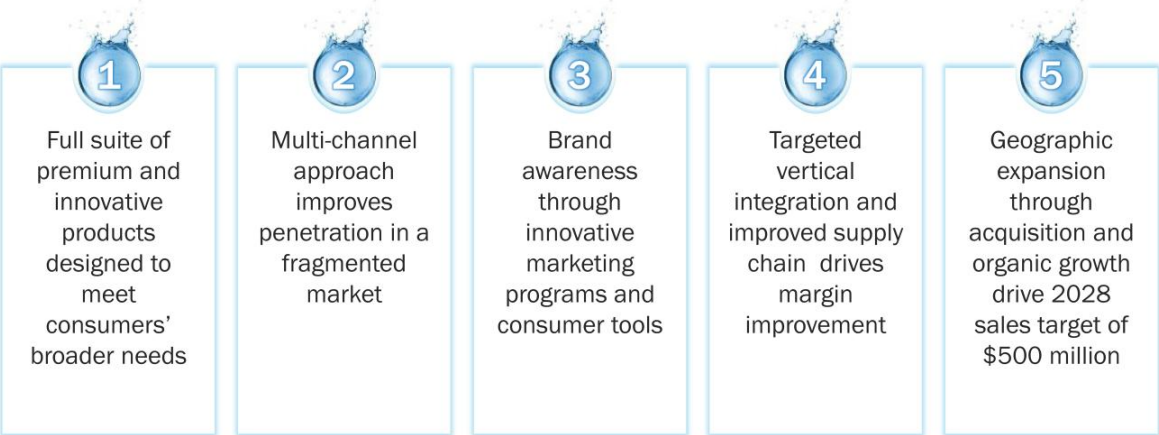 1
Full suite of
premium and
innovative
products
designed to
meet
consumers’
broader needs
2
Multi-channel
approach
improves
penetration in a
fragmented
market
3
Brand
awareness
through
innovative
marketing
programs and
consumer tools
4
Targeted
vertical
integration and
improved supply
chain  drives
margin
improvement
5
Geographic
expansion
through
acquisition and
organic growth
drive 2028
sales target of
$500 million